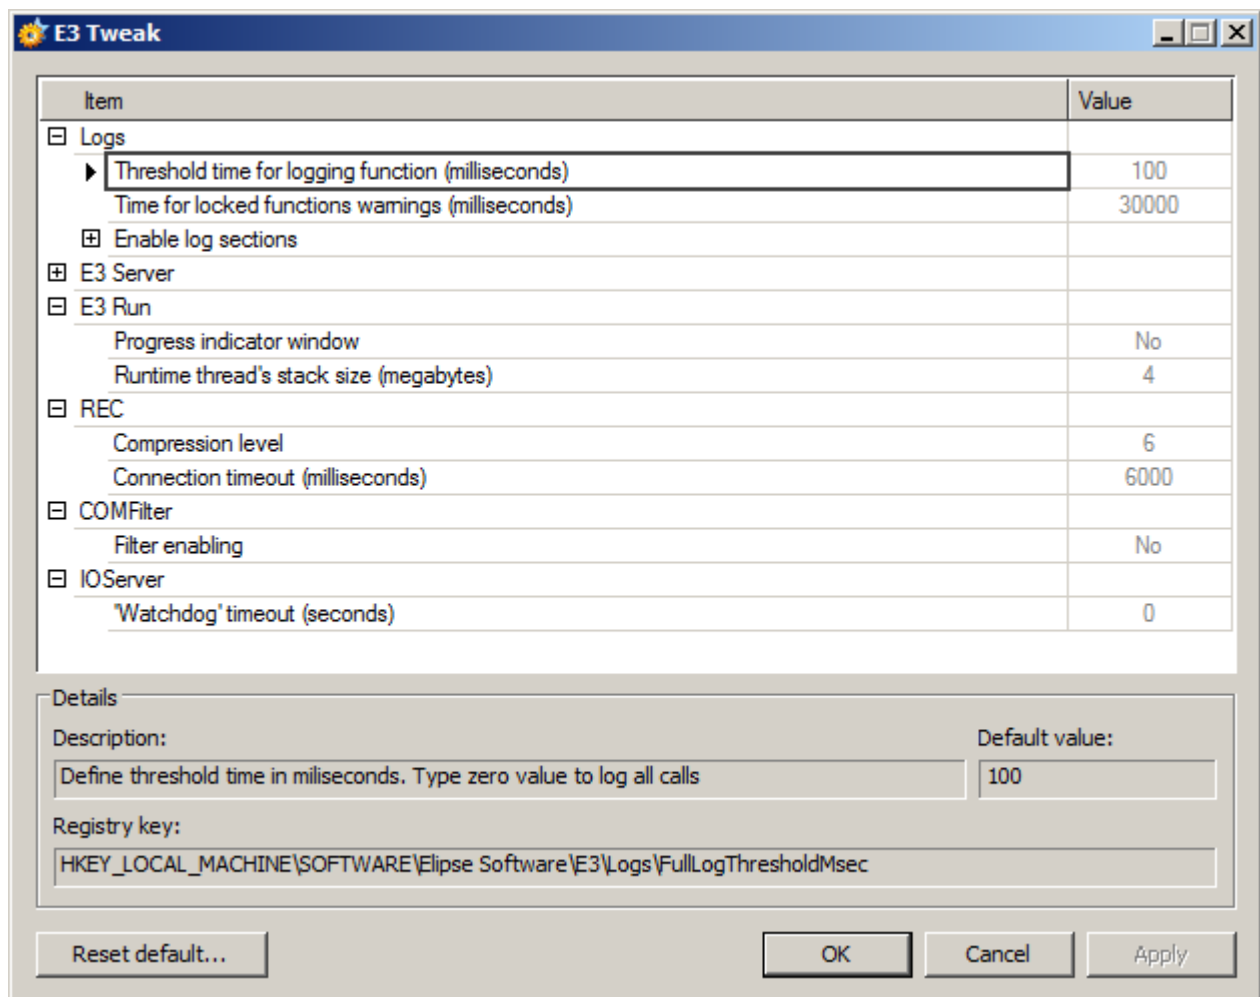 E3 Tweak
Item Value
Logs
Threshold time for logging function (milliseconds) 100
Time for locked functions warnings (milliseconds) 30000
Enable log sections
E3 Server
E3 Run
Progress indicator window No
Runtime thread's stack size (megabytes) 4
REC
Compression level 6
Connection timeout (milliseconds) 6000
COMFilter
Filter enabling No
IOServer
'Watchdog' timeout (seconds) 0
Details
Description: Default value:
Define threshold time in miliseconds. Type zero value to log all calls 100
Registry key:
HKEY_LOCAL_MACHINE\SOFTWARE\Elipse Software\E3\Logs\FullLogThresholdMsec
Reset default... OK Cancel Apply